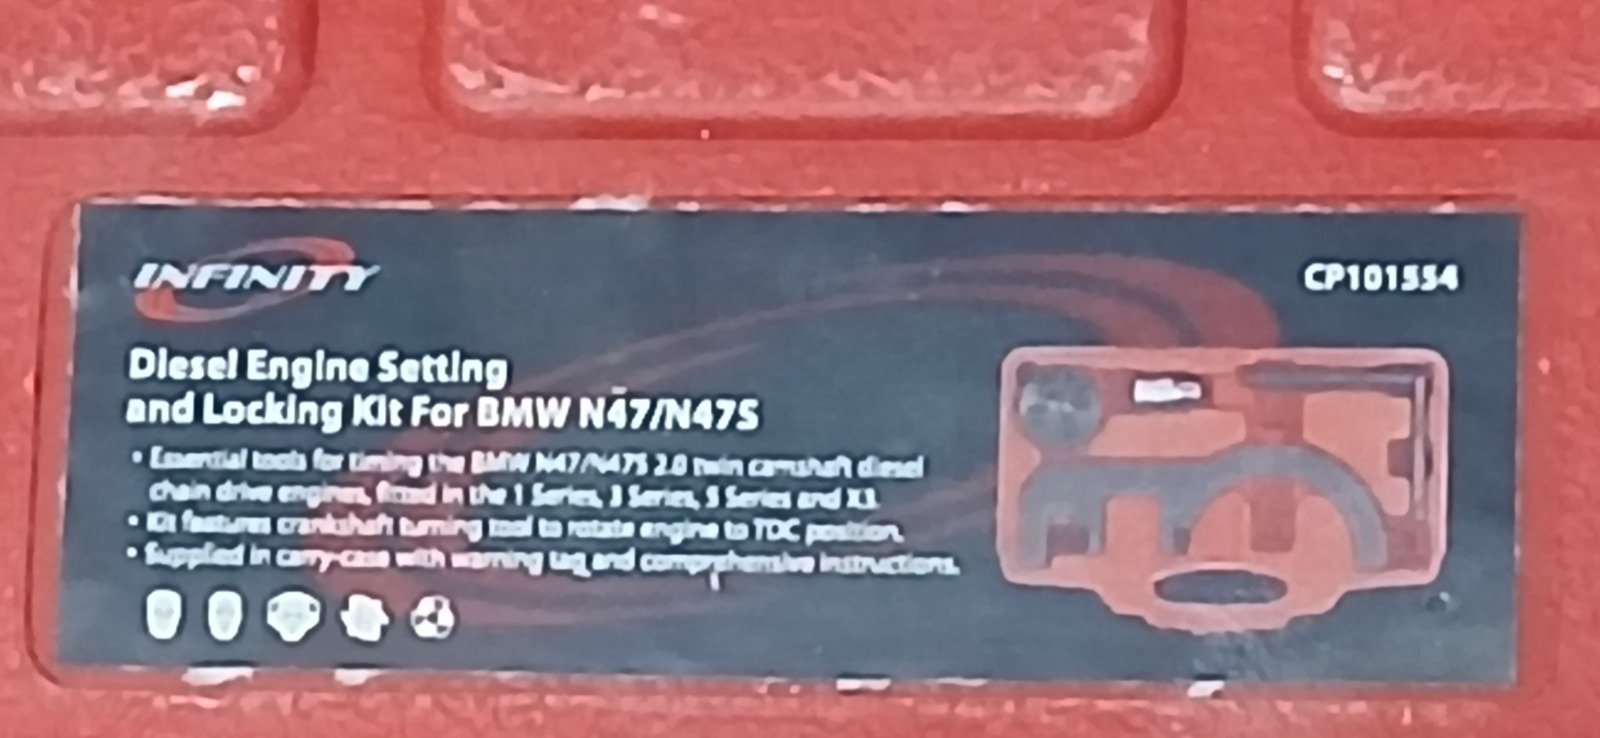 INFINITY
CP101554
Diesel Engine Setting
and Locking Kit For BMW N47/N47S
• Essential tools for timing the BMW N47/N47S 2.0 twin camshaft diesel
chain drive engines, fitted in the 1 Series, 3 Series, 5 Series and X3.
• Kit features crankshaft turning tool to rotate engine to TDC position.
• Supplied in carry-case with warning tag and comprehensive instructions.